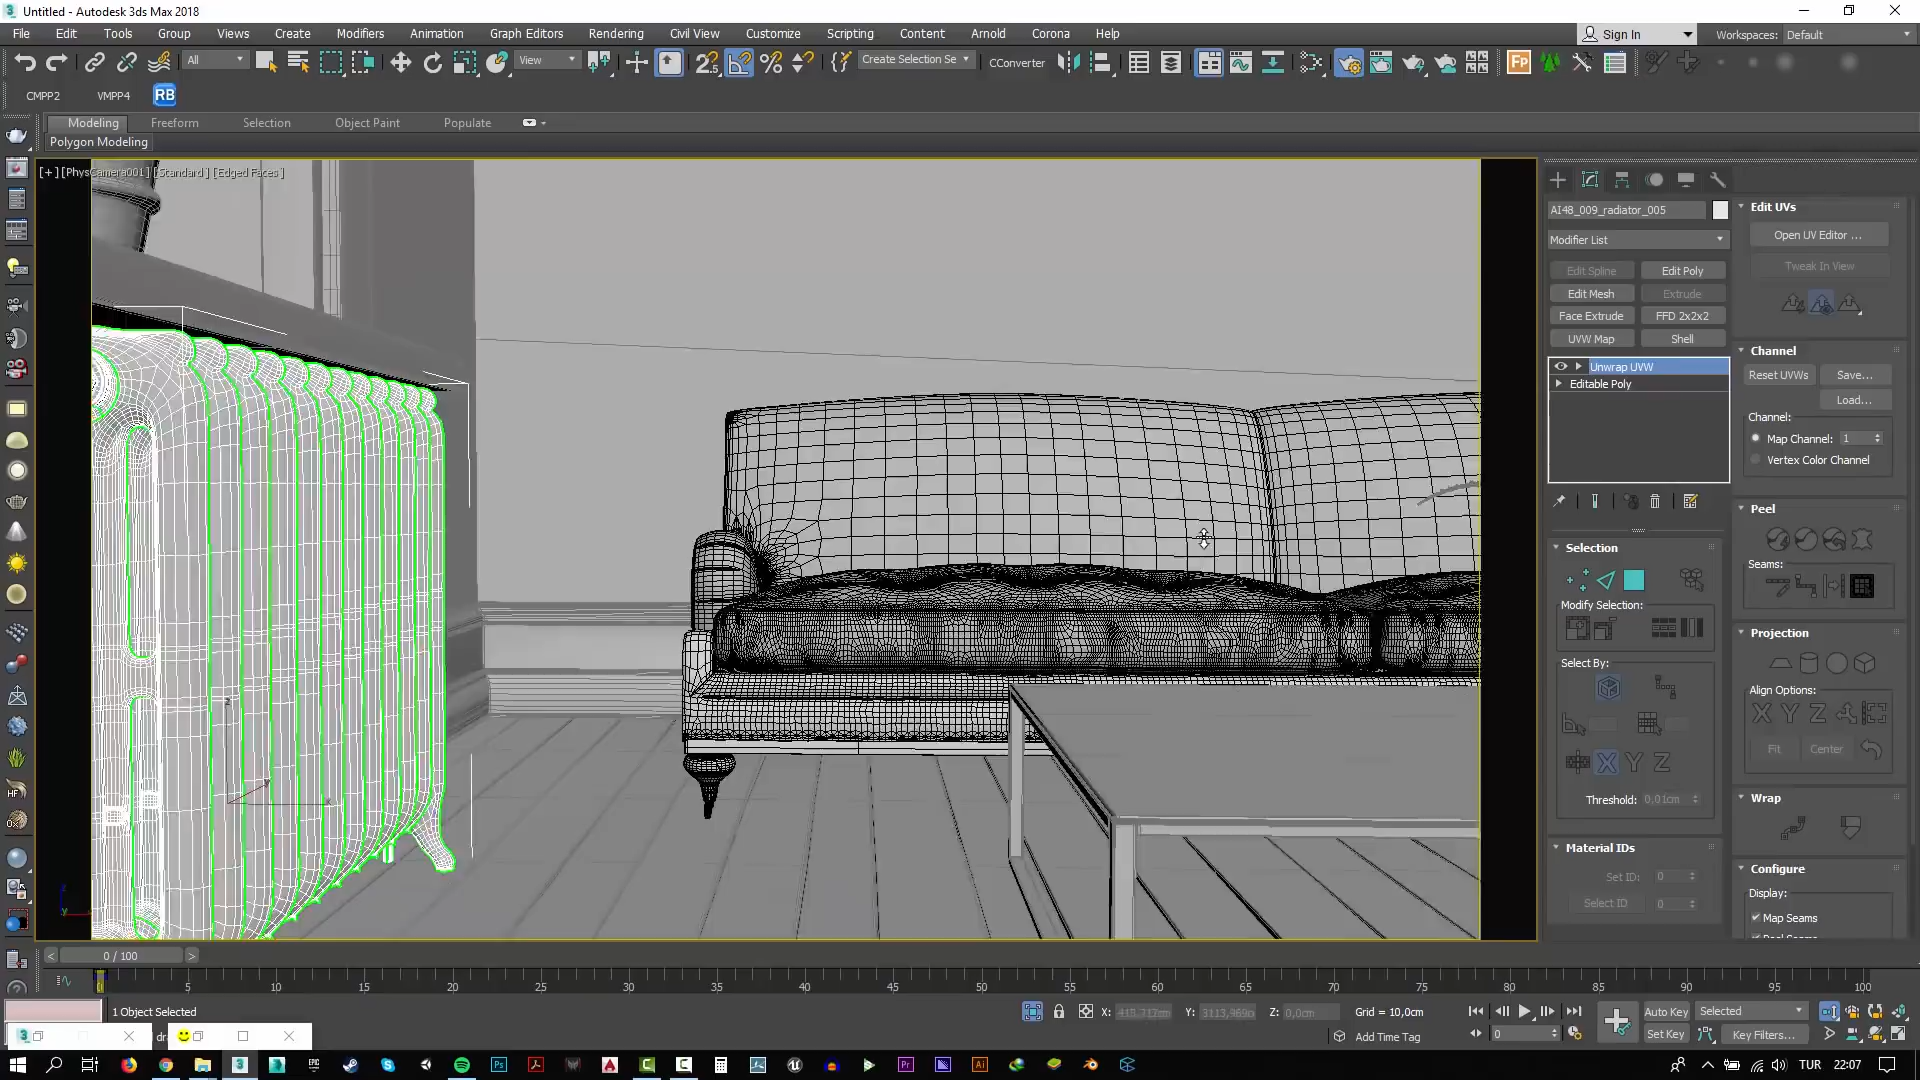 Untitled - Autodesk 3ds Max 2018
File Edit Tools Group Views Create Modifiers Animation Graph Editors Rendering Civil View Customize Scripting Content Arnold Corona Help
Sign In Workspaces: Default
All View Create Selection Se CConverter Fp
CMPP2 VMPP4 RB
Modeling Freeform Selection Object Paint Populate
Polygon Modeling
[+] [PhysCamera001] [Standard] [Edged Faces]
AI48_009_radiator_005
Modifier List
Edit Spline Edit Poly
Edit Mesh Extrude
Face Extrude FFD 2x2x2
UVW Map Shell
Unwrap UVW
Editable Poly
Selection
Modify Selection:
Select By:
X Y Z
Threshold: 0,01cm
Material IDs
Set ID: 0
Select ID 0
Edit UVs
Open UV Editor ...
Tweak In View
Channel
Reset UVWs Save...
Load...
Channel:
Map Channel: 1
Vertex Color Channel
Peel
Seams:
Projection
Align Options:
X Y Z
Fit Center
Wrap
Configure
Display:
Map Seams
< 0 / 100 >
0 5 10 15 20 25 30 35 40 45 50 55 60 65 70 75 80 85 90 95 100
1 Object Selected
X: Y: Z: 0,0cm Grid = 10,0cm
Add Time Tag
0
Auto Key Selected
Set Key Key Filters...
TUR 22:07